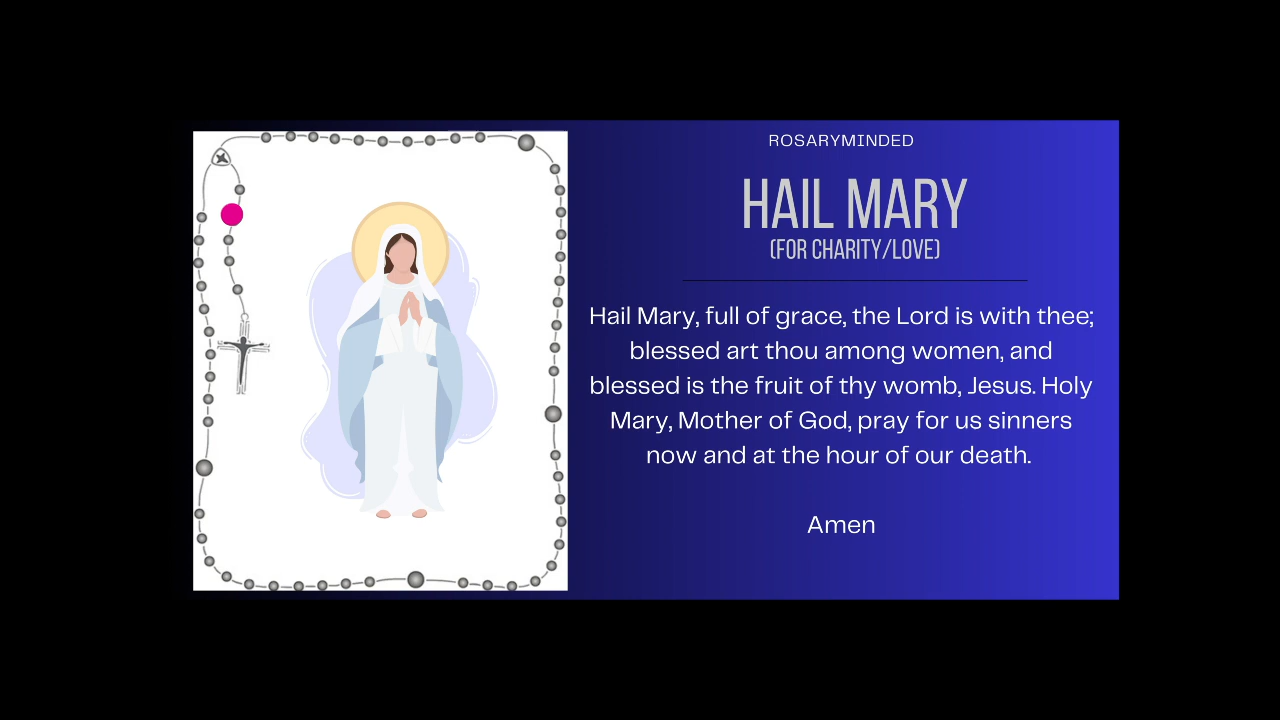 ROSARYMINDED
HAIL MARY
(FOR CHARITY/LOVE)
Hail Mary, full of grace, the Lord is with thee;
blessed art thou among women, and
blessed is the fruit of thy womb, Jesus. Holy
Mary, Mother of God, pray for us sinners
now and at the hour of our death.
Amen